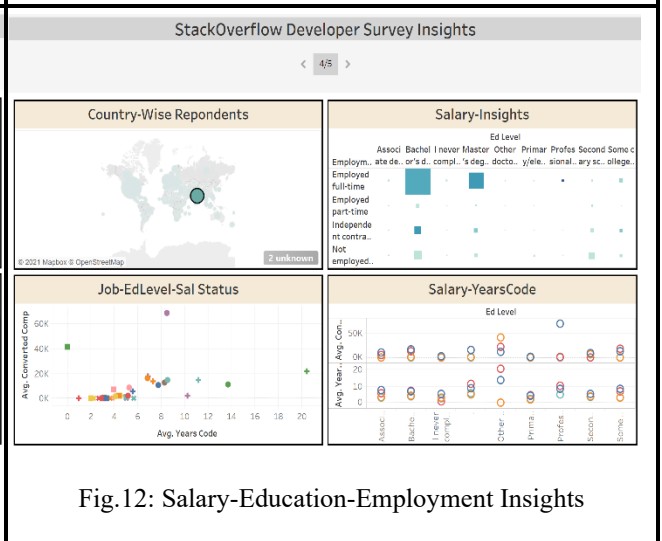 StackOverflow Developer Survey Insights
< 4/5 >
Country-Wise Repondents
© 2021 Mapbox © OpenStreetMap
2 unknown
Salary-Insights
Ed Level
Associ Bachel I never Master Other Primar Profes Second Some c
Employm.. ate de.. or's d.. compl.. 's deg.. docto.. y/ele.. sional.. ary sc.. ollege..
Employed
full-time
Employed
part-time
Independe
nt contra..
Not
employed..
Job-EdLevel-Sal Status
Avg. Converted Comp
60K
40K
20K
0K
0 2 4 6 8 10 12 14 16 18 20
Avg. Years Code
Salary-YearsCode
Ed Level
Avg. Con..
50K
0K
Avg. Year..
20
10
0
Associ.
Bache..
I never
compl..
Other ..
Prima..
Profes..
Secon..
Some ..
Fig.12: Salary-Education-Employment Insights